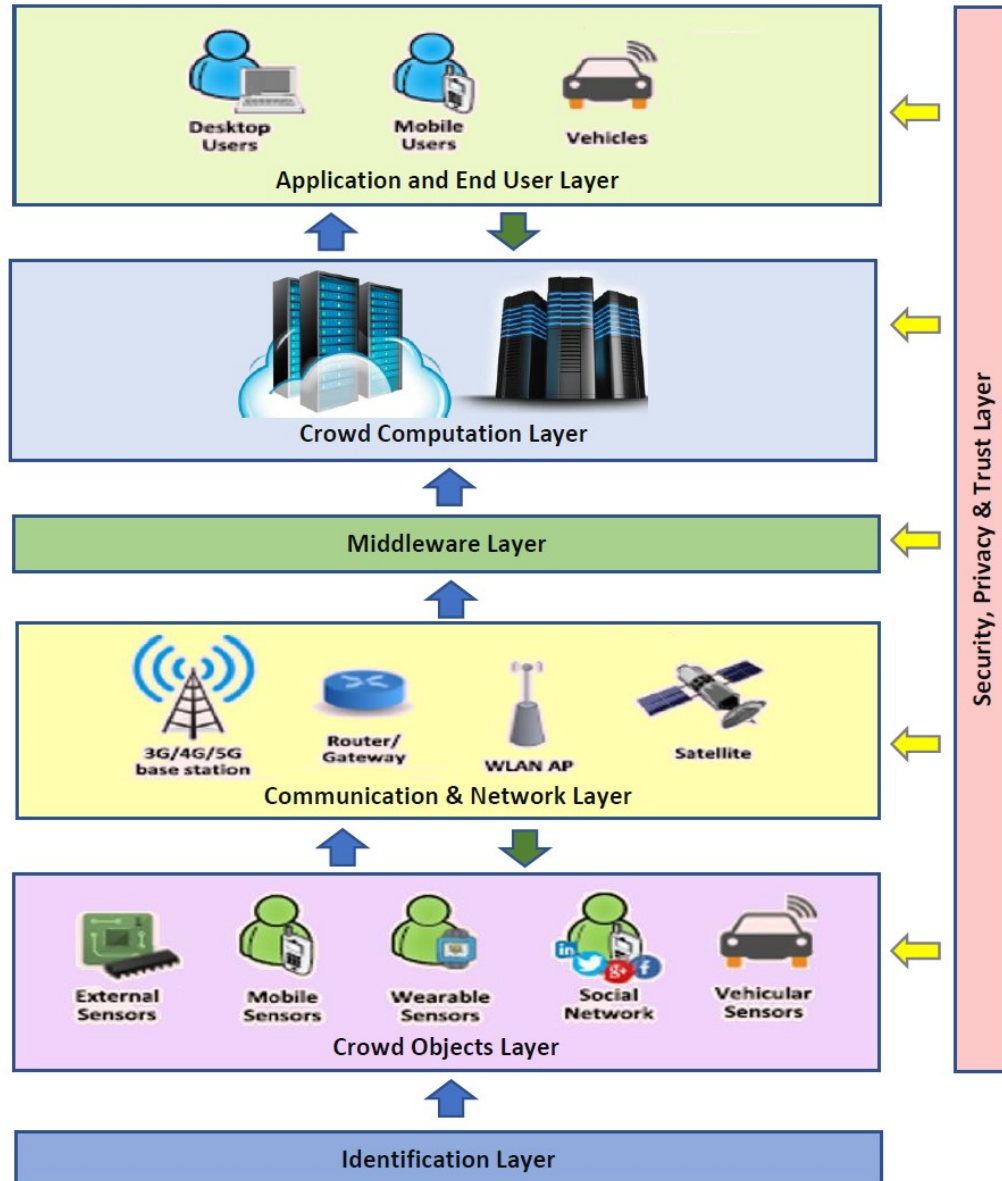 Desktop
Users
Mobile
Users
Vehicles
Application and End User Layer
Crowd Computation Layer
Middleware Layer
3G/4G/5G
base station
Router/
Gateway
WLAN AP
Satellite
Communication & Network Layer
External
Sensors
Mobile
Sensors
Wearable
Sensors
in
g+
f
Social
Network
Vehicular
Sensors
Crowd Objects Layer
Identification Layer
Security, Privacy & Trust Layer